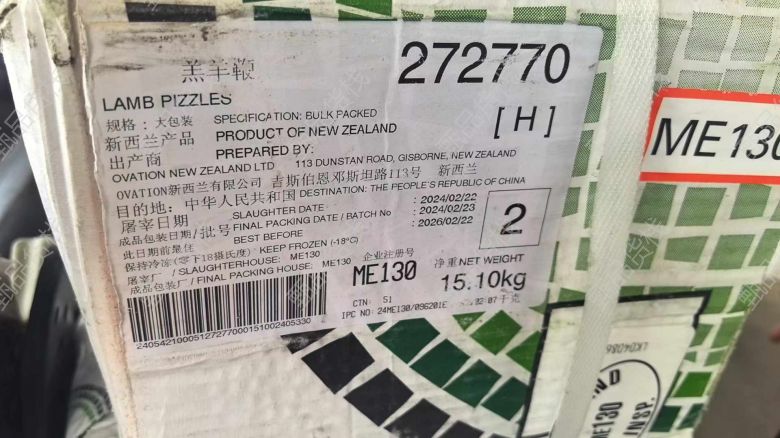 羔羊鞭
272770
LAMB PIZZLES
规格：大包装 SPECIFICATION: BULK PACKED
[ H ]
新西兰产品 PRODUCT OF NEW ZEALAND
出产商 PREPARED BY:
OVATION NEW ZEALAND LTD 113 DUNSTAN ROAD, GISBORNE, NEW ZEALAND
OVATION新西兰有限公司 吉斯伯恩邓斯坦路113号 新西兰
目的地：中华人民共和国 DESTINATION: THE PEOPLE'S REPUBLIC OF CHINA
屠宰日期 SLAUGHTER DATE : 2024/02/22
成品包装日期/批号 FINAL PACKING DATE / BATCH No : 2024/02/23
此日期前最佳 BEST BEFORE : 2026/02/22
2
保持冷冻(零下18摄氏度) KEEP FROZEN (-18°C)
屠宰厂 / SLAUGHTERHOUSE: ME130
成品包装厂 / FINAL PACKING HOUSE: ME130
企业注册号
ME130
净重 NET WEIGHT
15.10kg
千克
CTN: 51
IPC NO: 24ME130/096201E
24054210005127277000151002405330
ME130
LK04086
ME130
INSP.